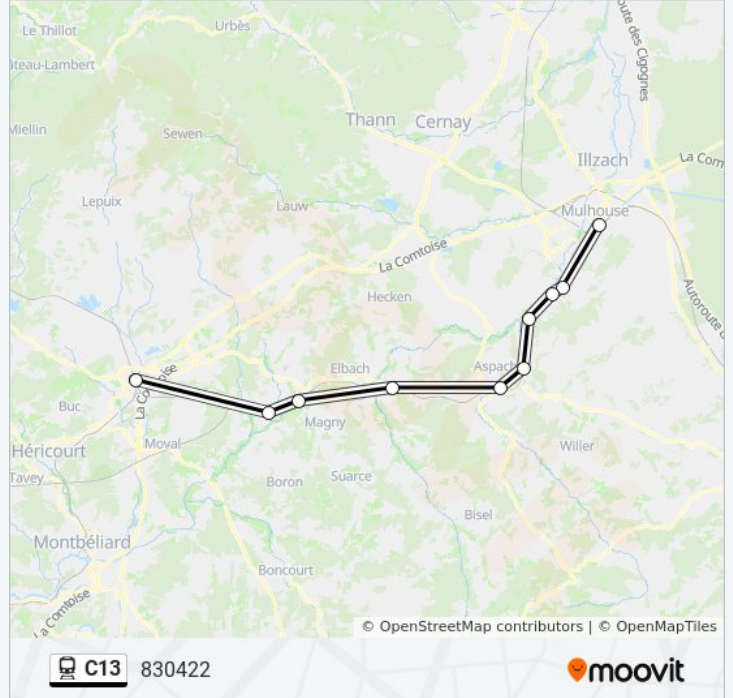 Le Thillot
Urbès
âteau-Lambert
Route des Cigognes
Thann
Cernay
Miellin
Sewen
Illzach
La Com
Lepuix
Lauw
Mulhouse
La Comtoise
Hecken
Autoroute d
Elbach
Aspach
La Comtoise
Buc
Magny
Héricourt
Moval
Willer
Tavey
Boron
Suarce
Bisel
Montbéliard
Boncourt
La Comtoise
© OpenStreetMap contributors | © OpenMapTiles
C13 830422
moovit